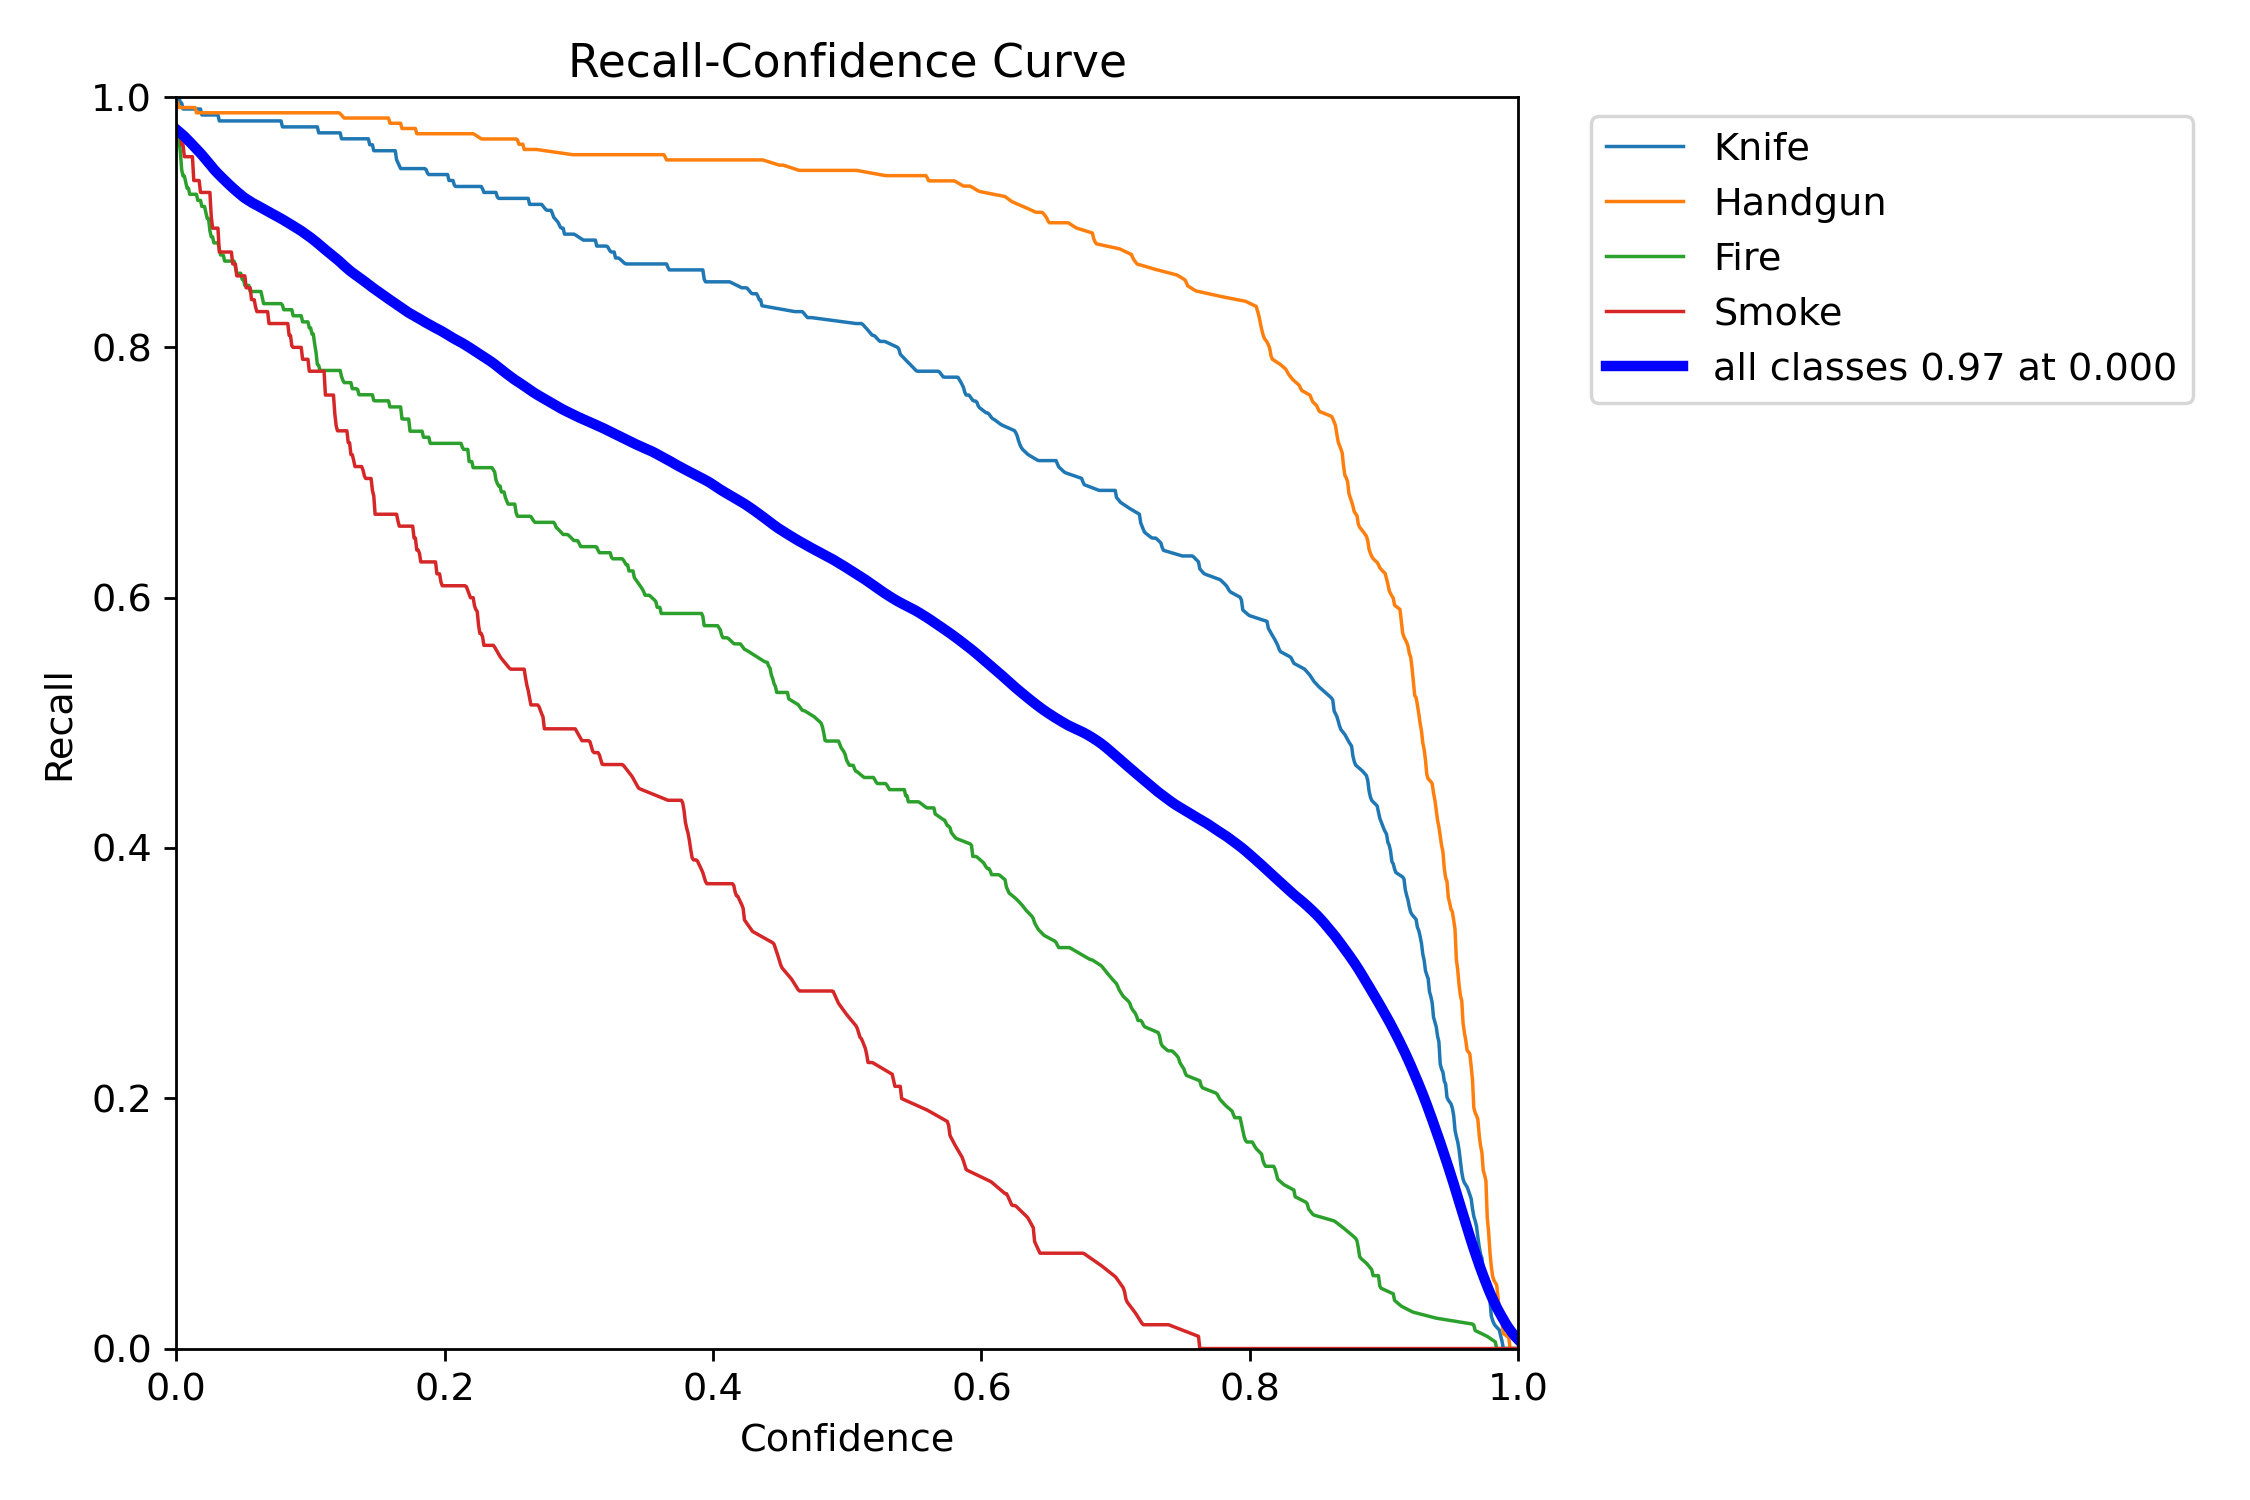 Recall-Confidence Curve
1.0
0.8
0.6
0.4
0.2
0.0
Recall
0.0 0.2 0.4 0.6 0.8 1.0
Confidence
Knife
Handgun
Fire
Smoke
all classes 0.97 at 0.000